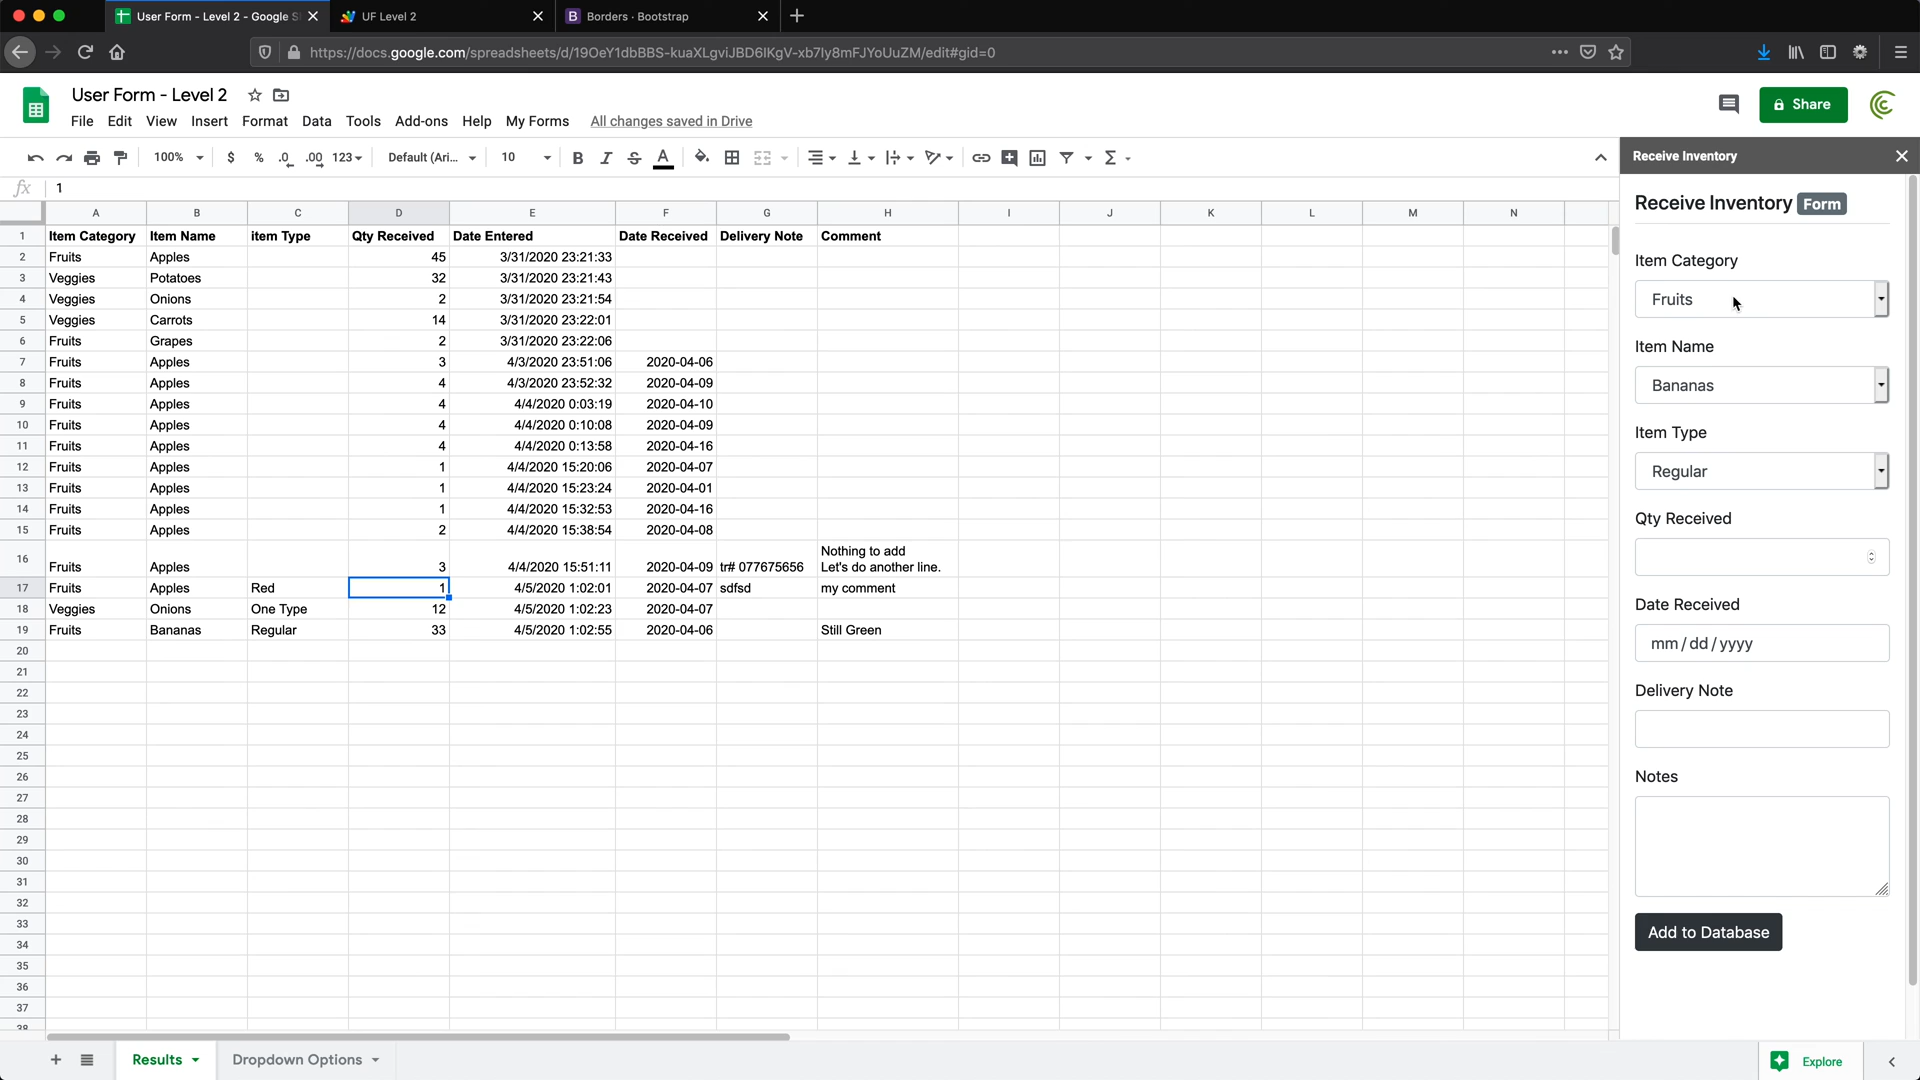 User Form - Level 2 - Google S
UF Level 2
Borders · Bootstrap
https://docs.google.com/spreadsheets/d/19OeY1dbBBS-kuaXLgviJBD6IKgV-xb7Iy8mFJYoUuZM/edit#gid=0
User Form - Level 2
File Edit View Insert Format Data Tools Add-ons Help My Forms All changes saved in Drive
Share
100% $ % .0 .00 123 Default (Ari... 10 B I S A Σ
fx 1
A B C D E F G H I J K L M N
1 Item Category Item Name item Type Qty Received Date Entered Date Received Delivery Note Comment
2 Fruits Apples 45 3/31/2020 23:21:33
3 Veggies Potatoes 32 3/31/2020 23:21:43
4 Veggies Onions 2 3/31/2020 23:21:54
5 Veggies Carrots 14 3/31/2020 23:22:01
6 Fruits Grapes 2 3/31/2020 23:22:06
7 Fruits Apples 3 4/3/2020 23:51:06 2020-04-06
8 Fruits Apples 4 4/3/2020 23:52:32 2020-04-09
9 Fruits Apples 4 4/4/2020 0:03:19 2020-04-10
10 Fruits Apples 4 4/4/2020 0:10:08 2020-04-09
11 Fruits Apples 4 4/4/2020 0:13:58 2020-04-16
12 Fruits Apples 1 4/4/2020 15:20:06 2020-04-07
13 Fruits Apples 1 4/4/2020 15:23:24 2020-04-01
14 Fruits Apples 1 4/4/2020 15:32:53 2020-04-16
15 Fruits Apples 2 4/4/2020 15:38:54 2020-04-08
Nothing to add
16 Fruits Apples 3 4/4/2020 15:51:11 2020-04-09 tr# 077675656 Let's do another line.
17 Fruits Apples Red 1 4/5/2020 1:02:01 2020-04-07 sdfsd my comment
18 Veggies Onions One Type 12 4/5/2020 1:02:23 2020-04-07
19 Fruits Bananas Regular 33 4/5/2020 1:02:55 2020-04-06 Still Green
20
21
22
23
24
25
26
27
28
29
30
31
32
33
34
35
36
37
38
Results Dropdown Options
Receive Inventory
Receive Inventory Form
Item Category
Fruits
Item Name
Bananas
Item Type
Regular
Qty Received
Date Received
mm / dd / yyyy
Delivery Note
Notes
Add to Database
Explore